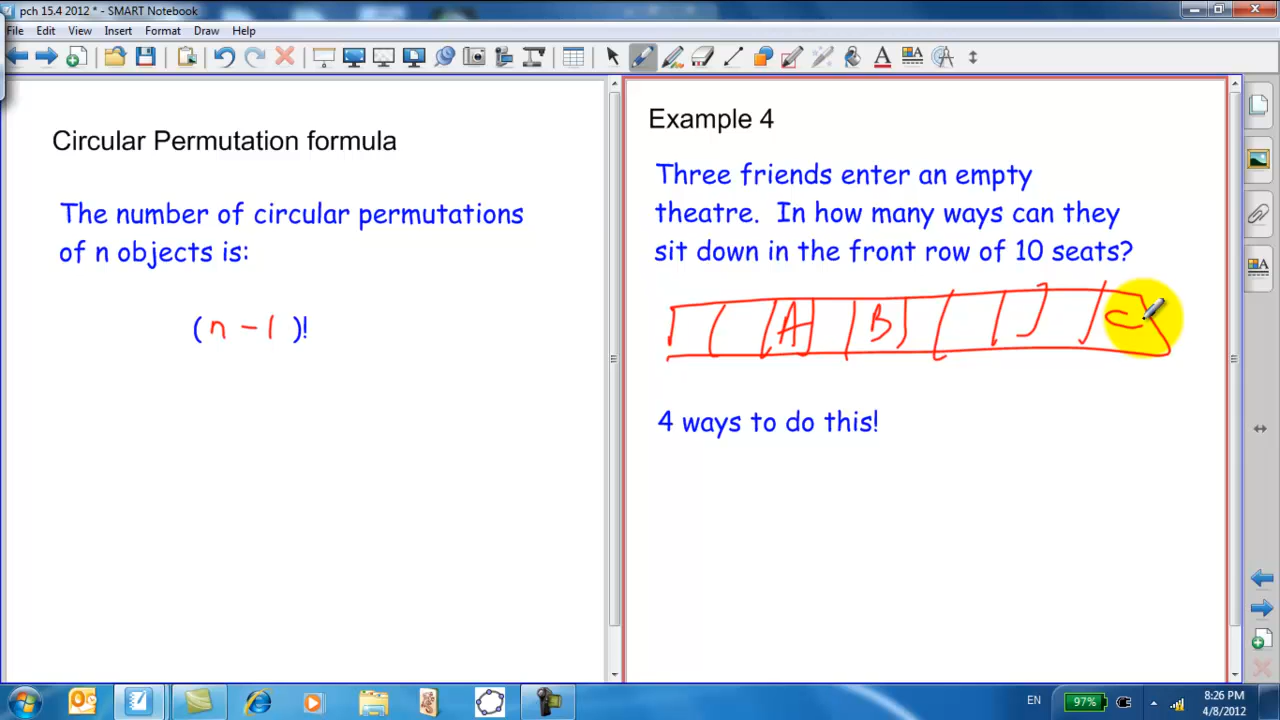 pch 15.4 2012 * - SMART Notebook
File Edit View Insert Format Draw Help
Circular Permutation formula
The number of circular permutations
of n objects is:
(n - 1)!
Example 4
Three friends enter an empty
theatre. In how many ways can they
sit down in the front row of 10 seats?
A B C
4 ways to do this!
EN 97% 8:26 PM
4/8/2012